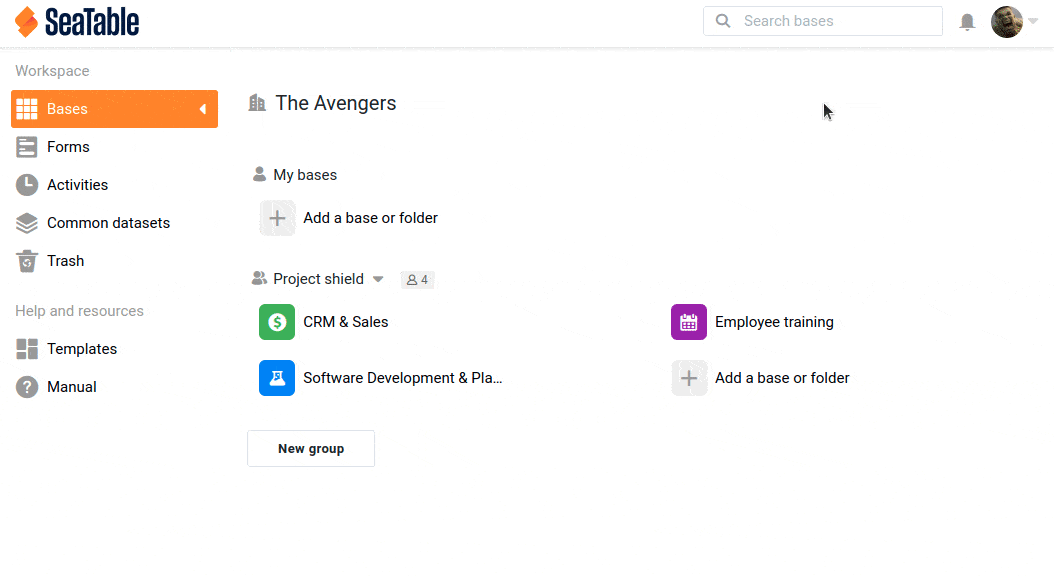 SeaTable
Search bases
Workspace
Bases
Forms
Activities
Common datasets
Trash
Help and resources
Templates
Manual
The Avengers
My bases
Add a base or folder
Project shield
4
CRM & Sales
Employee training
Software Development & Pla...
Add a base or folder
New group